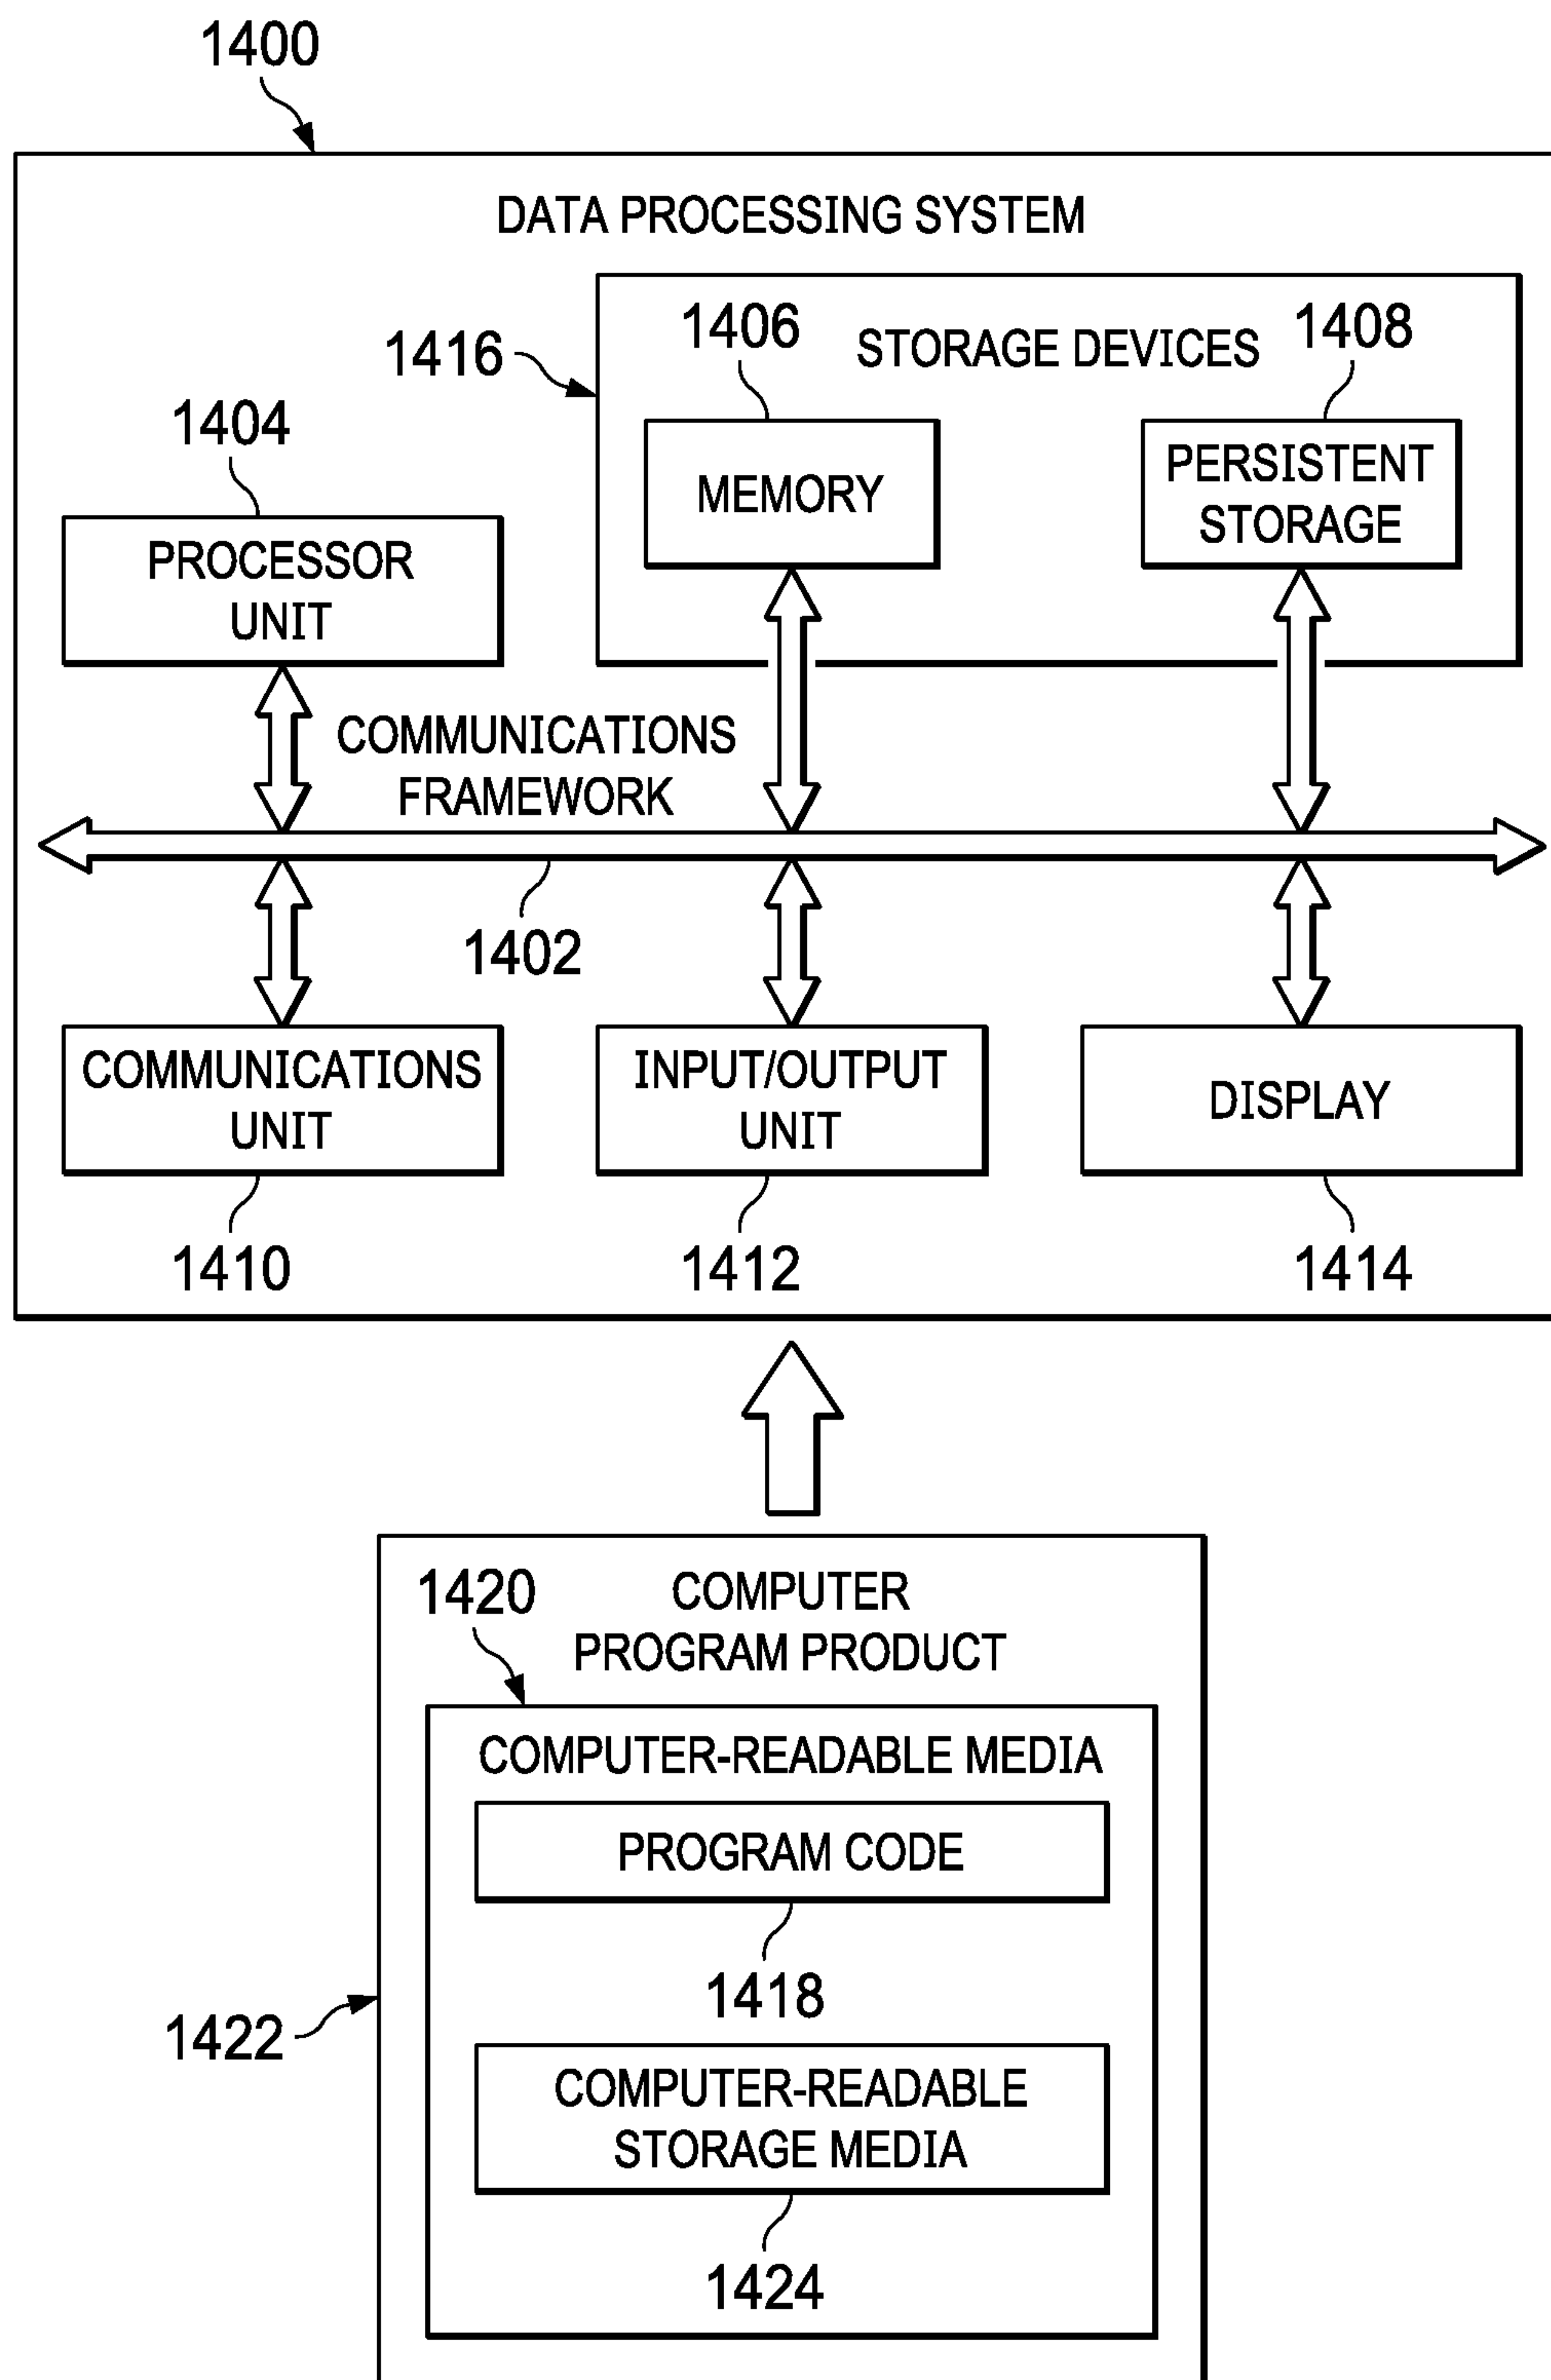 1400
DATA PROCESSING SYSTEM
1416
1406
STORAGE DEVICES
1408
1404
MEMORY
PERSISTENT
STORAGE
PROCESSOR
UNIT
COMMUNICATIONS
FRAMEWORK
1402
COMMUNICATIONS
UNIT
INPUT/OUTPUT
UNIT
DISPLAY
1410
1412
1414
1420
COMPUTER
PROGRAM PRODUCT
COMPUTER-READABLE MEDIA
PROGRAM CODE
1418
1422
COMPUTER-READABLE
STORAGE MEDIA
1424